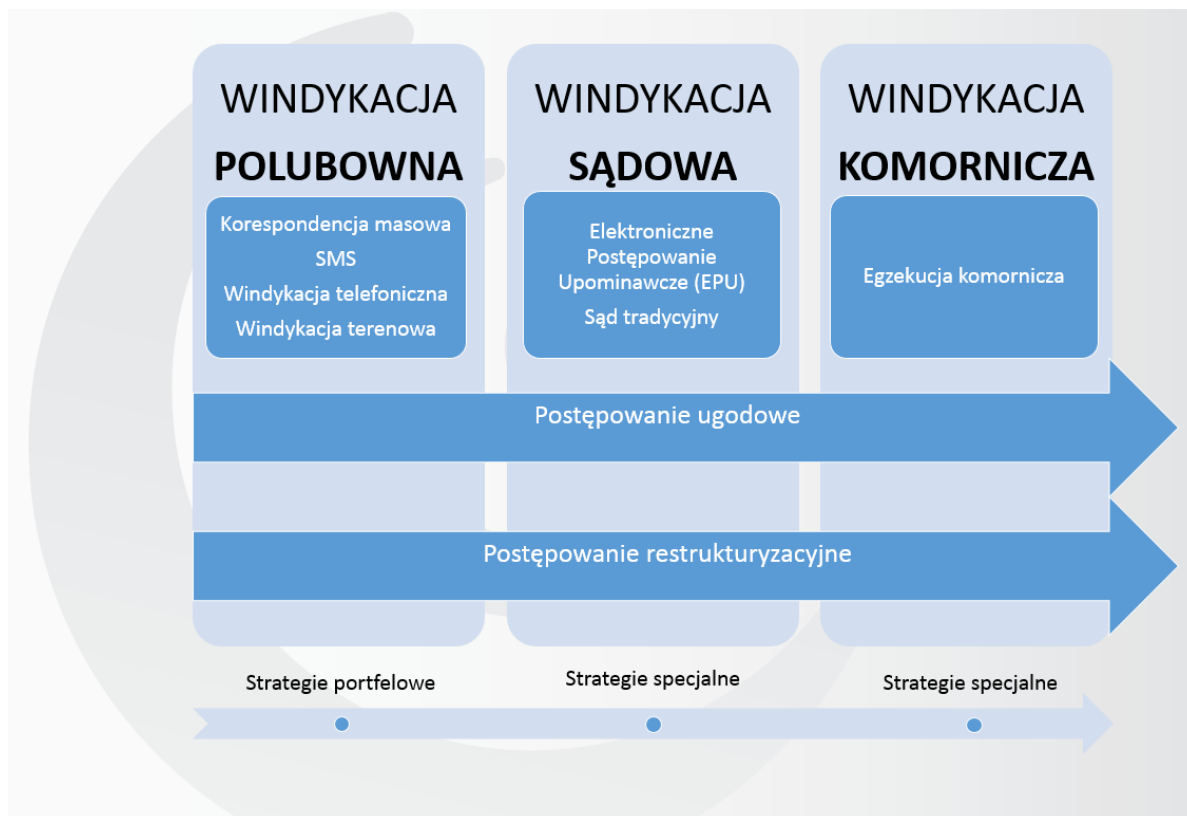 WINDYKACJA
POLUBOWNA
Korespondencja masowa
SMS
Windykacja telefoniczna
Windykacja terenowa
WINDYKACJA
SĄDOWA
Elektroniczne
Postępowanie
Upominawcze (EPU)
Sąd tradycyjny
WINDYKACJA
KOMORNICZA
Egzekucja komornicza
Postępowanie ugodowe
Postępowanie restrukturyzacyjne
Strategie portfelowe
Strategie specjalne
Strategie specjalne